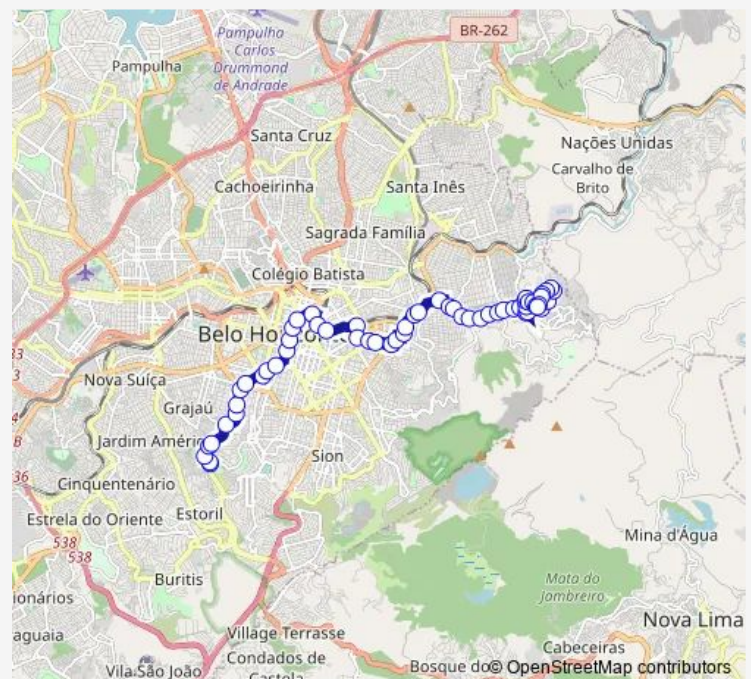 Pampulha
- Carlos
Drummond
de Andrade
BR-262
Pampulha
Santa Cruz
Nações Unidas
Carvalho de
Brito
Cachoeirinha
Santa Inês
Sagrada Família
Colégio Batista
Belo Ho
Nova Suíça
Grajaú
Jardim Améri
Sion
Cinquentenário
Estrela do Oriente
Estoril
538
538
Mina d'Água
Buritis
Mata do
Jambreiro
ionários
Nova Lima
aguaia
Village Terrasse
Cabeceiras
Condados de
Vila São João
Bosque do
© OpenStreetMap contributors